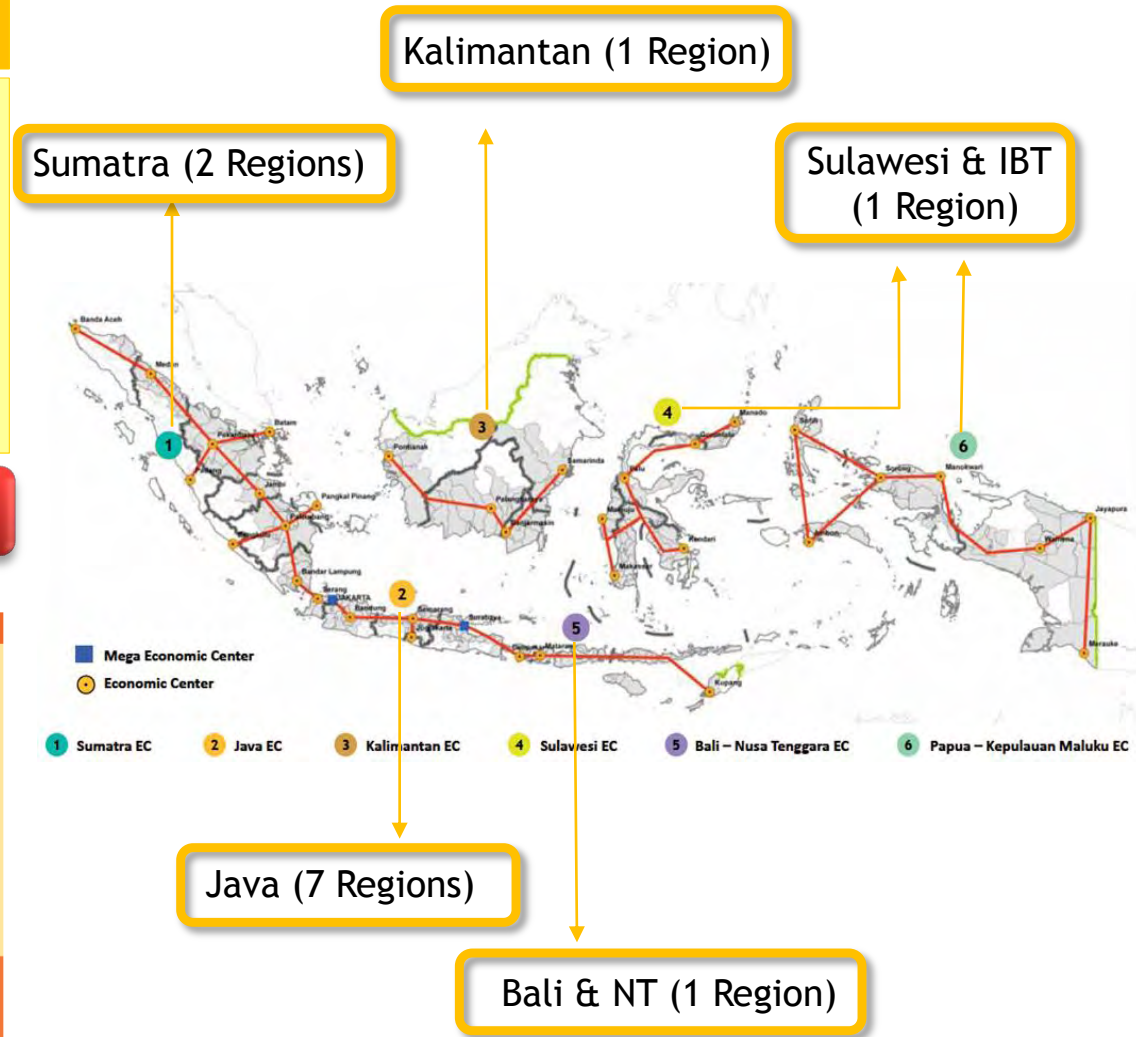 Kalimantan (1 Region)
Sumatra (2 Regions)
Sulawesi & IBT
(1 Region)
Banda Aceh
Medan
Batam
Pekanbaru
Padang
Jambi
Pangkal Pinang
Palembang
Bengkulu
Bandar Lampung
Serang
JAKARTA
Bandung
Semarang
Jogjakarta
Surabaya
Mataram
Kupang
Pontianak
Samarinda
Palangkaraya
Banjarmasin
Manado
Gorontalo
Palu
Mamuju
Kendari
Makassar
Sofifi
Ambon
Sorong
Manokwari
Wamena
Jayapura
Merauke
1
2
3
4
5
6
Mega Economic Center
Economic Center
1 Sumatra EC
2 Java EC
3 Kalimantan EC
4 Sulawesi EC
5 Bali – Nusa Tenggara EC
6 Papua – Kepulauan Maluku EC
Java (7 Regions)
Bali & NT (1 Region)